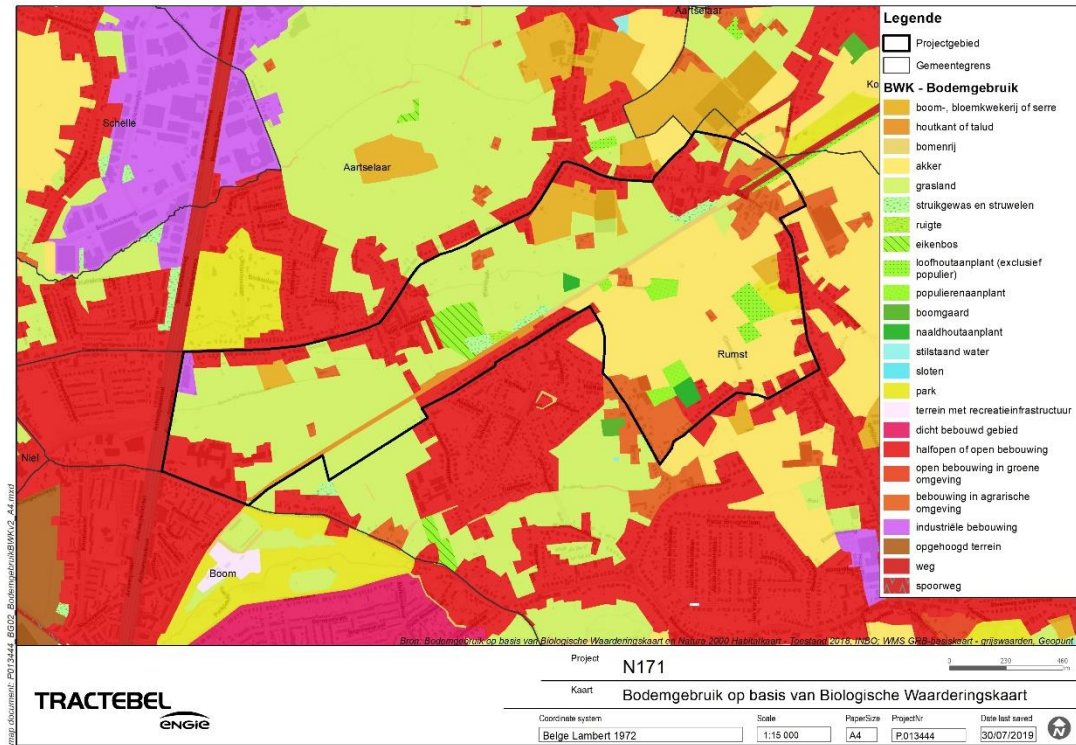 Schelle
Aartselaar
Aartselaar
Ko
Rumst
Niel
Boom
Legende
Projectgebied
Gemeentegrens
BWK - Bodemgebruik
boom-, bloemkwekerij of serre
houtkant of talud
bomenrij
akker
grasland
struikgewas en struwelen
ruigte
eikenbos
loofhoutaanplant (exclusief
populier)
populierenaanplant
boomgaard
naaldhoutaanplant
stilstaand water
sloten
park
terrein met recreatieinfrastructuur
dicht bebouwd gebied
halfopen of open bebouwing
open bebouwing in groene
omgeving
bebouwing in agrarische
omgeving
industriële bebouwing
opgehoogd terrein
weg
spoorweg
Bron: Bodemgebruik op basis van Biologische Waarderingskaart en Natura 2000 Habitatkaart - Toestand 2018, INBO; WMS GRB-basiskaart - grijswaarden, Geopunt
map document: P013444_BG02_BodemgebruikBWKv2_A4.mxd
TRACTEBEL
ENGIE
Project N171
0 230 460
m
Kaart Bodemgebruik op basis van Biologische Waarderingskaart
Coordinate system Scale PaperSize ProjectNr Date last saved
Belge Lambert 1972 1:15 000 A4 P.013444 30/07/2019
N